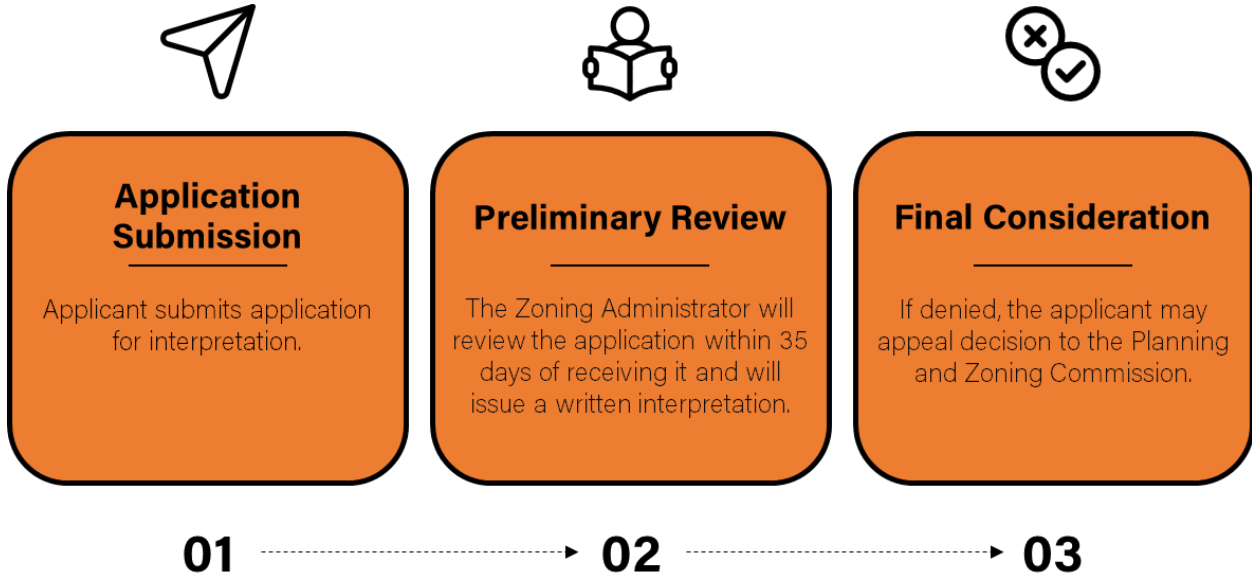 Application
Submission
Applicant submits application
for interpretation.
Preliminary Review
The Zoning Administrator will
review the application within 35
days of receiving it and will
issue a written interpretation.
Final Consideration
If denied, the applicant may
appeal decision to the Planning
and Zoning Commission.
01
02
03